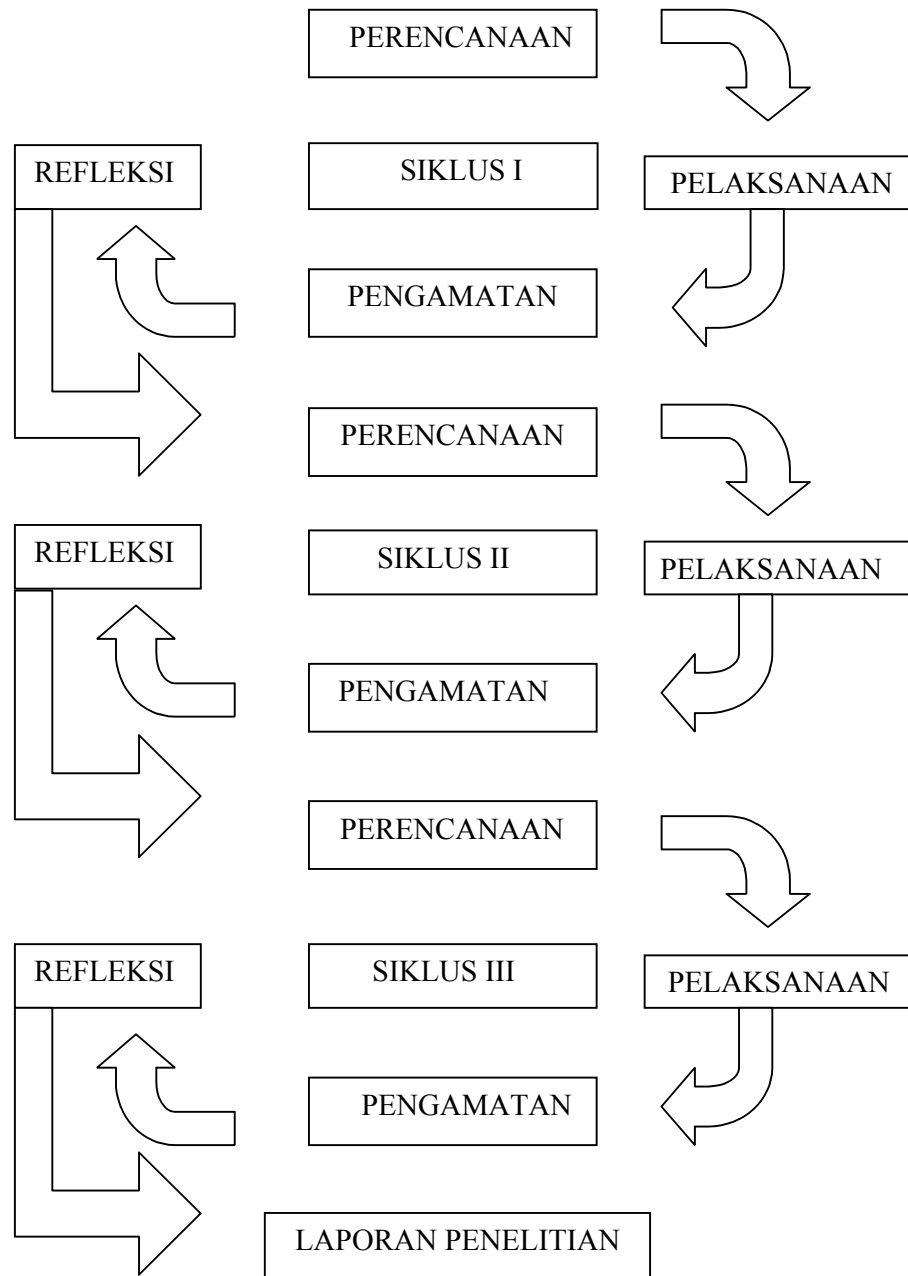 PERENCANAAN
REFLEKSI
SIKLUS I
PELAKSANAAN
PENGAMATAN
PERENCANAAN
REFLEKSI
SIKLUS II
PELAKSANAAN
PENGAMATAN
PERENCANAAN
REFLEKSI
SIKLUS III
PELAKSANAAN
PENGAMATAN
LAPORAN PENELITIAN